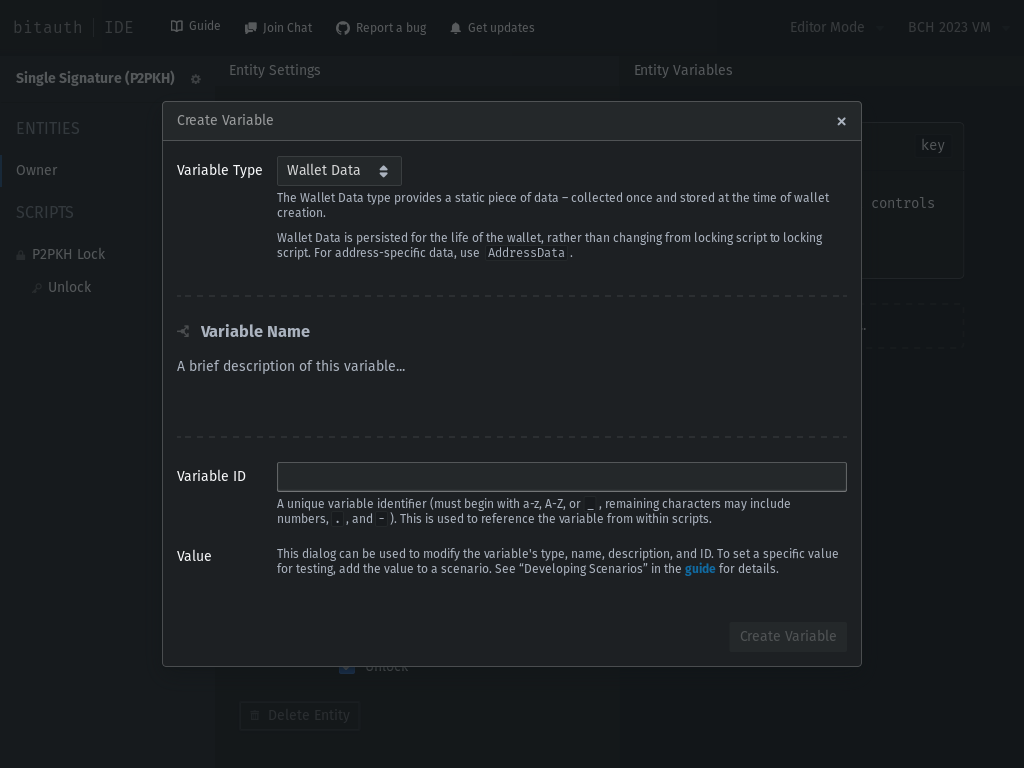 bitauth | IDE
Guide
Join Chat
Report a bug
Get updates
Editor Mode
BCH 2023 VM
Single Signature (P2PKH)
Entity Settings
Entity Variables
ENTITIES
Owner
SCRIPTS
P2PKH Lock
Unlock
key
controls
Create Variable
Variable Type
Wallet Data
The Wallet Data type provides a static piece of data – collected once and stored at the time of wallet
creation.
Wallet Data is persisted for the life of the wallet, rather than changing from locking script to locking
script. For address-specific data, use AddressData.
Variable Name
A brief description of this variable...
Variable ID
A unique variable identifier (must begin with a-z, A-Z, or _, remaining characters may include
numbers, ., and -). This is used to reference the variable from within scripts.
Value
This dialog can be used to modify the variable's type, name, description, and ID. To set a specific value
for testing, add the value to a scenario. See “Developing Scenarios” in the guide for details.
Create Variable
Unlock
Delete Entity